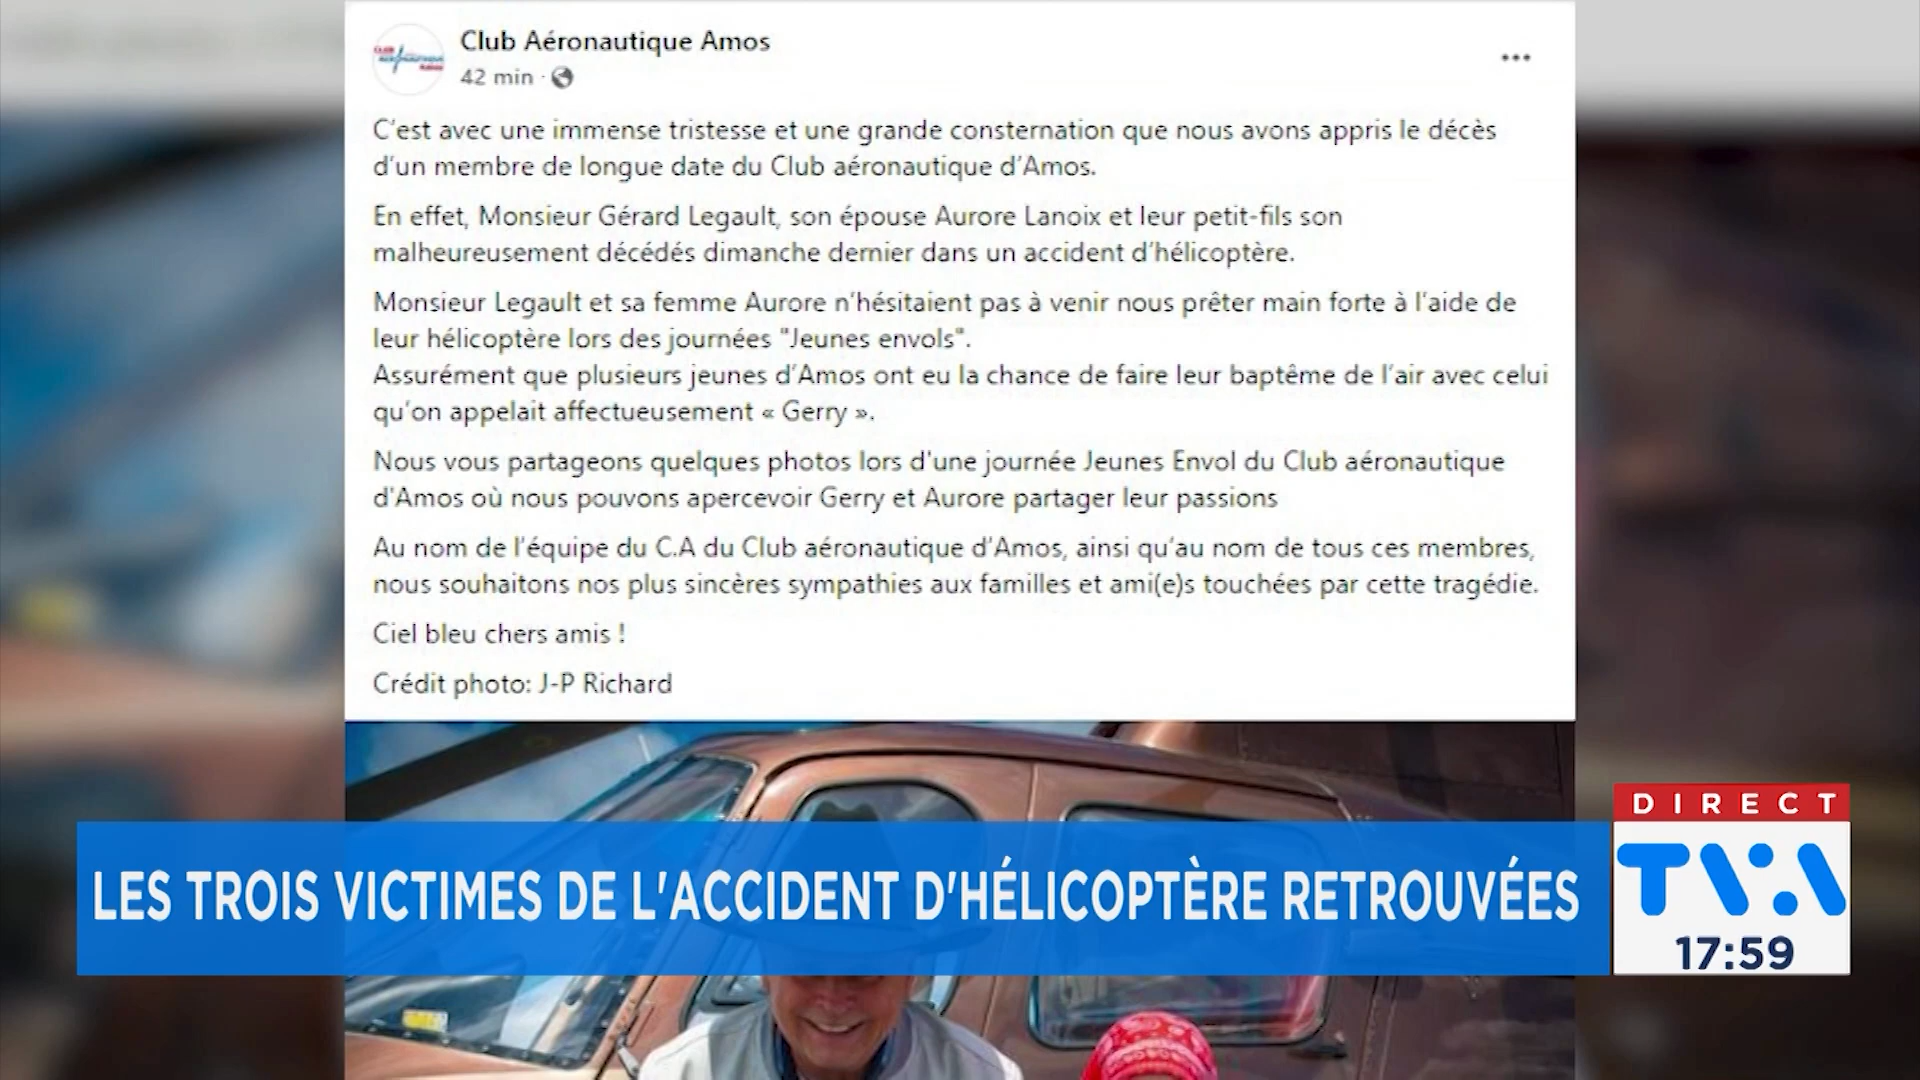 Club Aéronautique Amos
42 min ·
C'est avec une immense tristesse et une grande consternation que nous avons appris le décès
d'un membre de longue date du Club aéronautique d'Amos.
En effet, Monsieur Gérard Legault, son épouse Aurore Lanoix et leur petit-fils son
malheureusement décédés dimanche dernier dans un accident d'hélicoptère.
Monsieur Legault et sa femme Aurore n'hésitaient pas à venir nous prêter main forte à l'aide de
leur hélicoptère lors des journées "Jeunes envols".
Assurément que plusieurs jeunes d'Amos ont eu la chance de faire leur baptême de l'air avec celui
qu'on appelait affectueusement « Gerry ».
Nous vous partageons quelques photos lors d'une journée Jeunes Envol du Club aéronautique
d'Amos où nous pouvons apercevoir Gerry et Aurore partager leur passions
Au nom de l'équipe du C.A du Club aéronautique d'Amos, ainsi qu'au nom de tous ces membres,
nous souhaitons nos plus sincères sympathies aux familles et ami(e)s touchées par cette tragédie.
Ciel bleu chers amis !
Crédit photo: J-P Richard
LES TROIS VICTIMES DE L'ACCIDENT D'HÉLICOPTÈRE RETROUVÉES
DIRECT
TVA
17:59